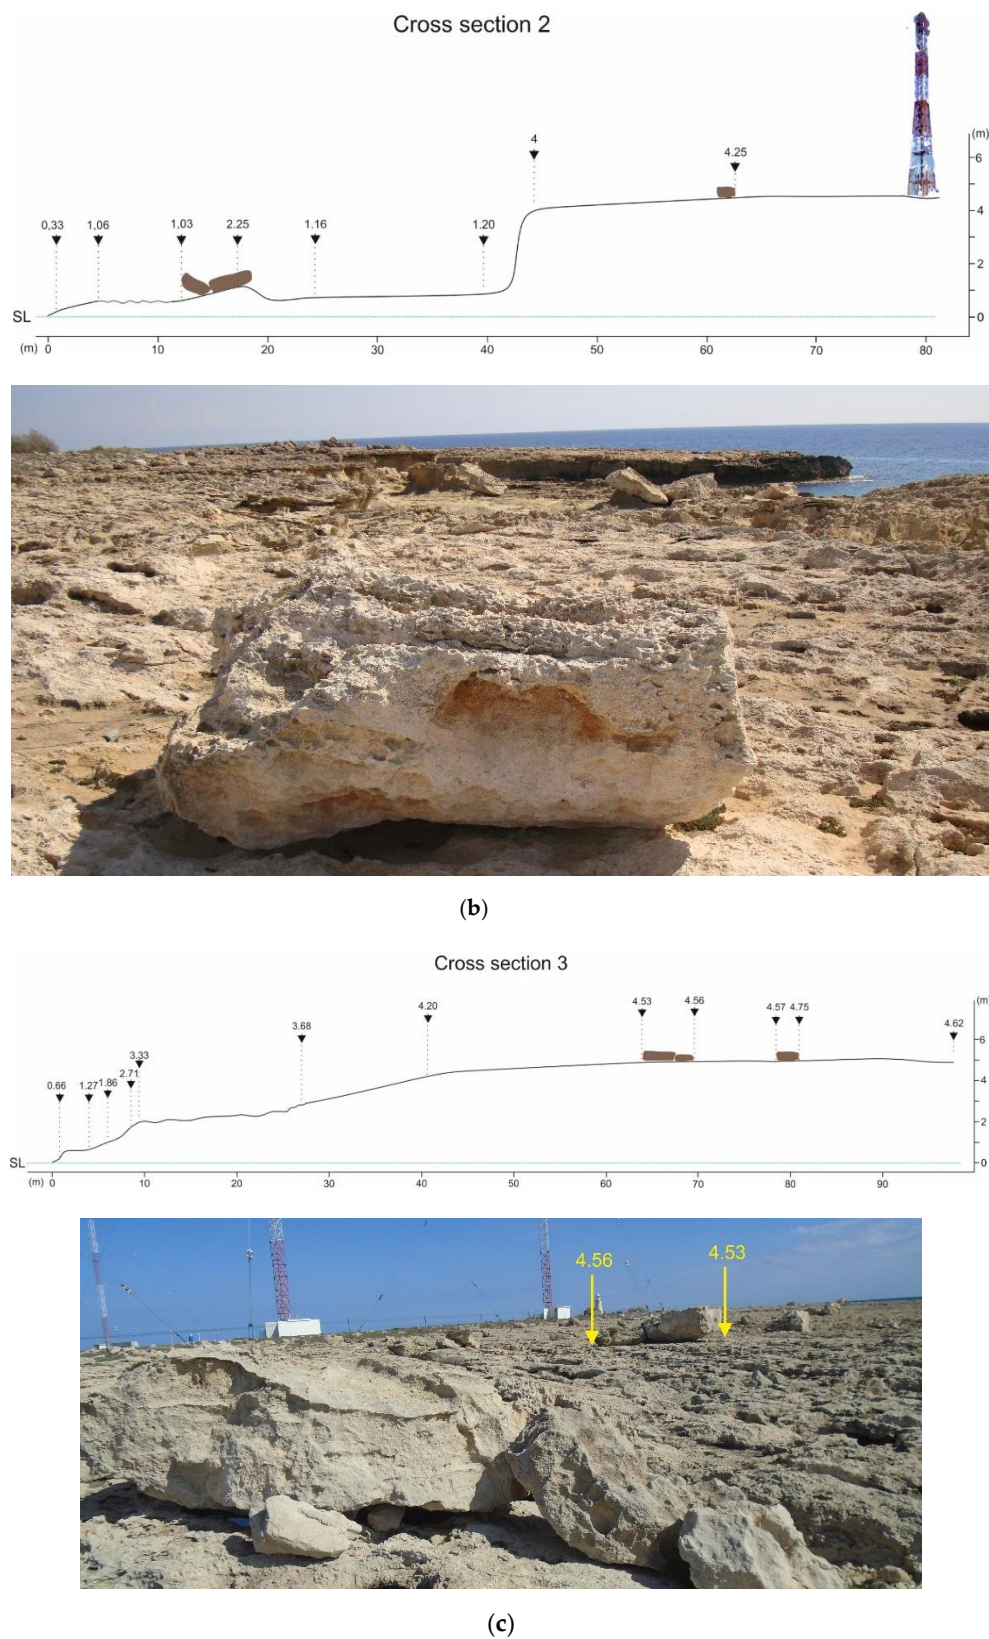 Cross section 2
(m)
6
4
4.25
4
2
0,33 1,06 1,03 2.25 1.16 1.20
SL
0
(m) 0 10 20 30 40 50 60 70 80
(b)
Cross section 3
(m
4.53 4.56 4.57 4.75
4.20
3.68
4.62
6
3.33
2.71
4
0.66 1.27 1.86
2
SL
0
(m) 0 10 20 30 40 50 60 70 80 90
4.56 4.53
(c)